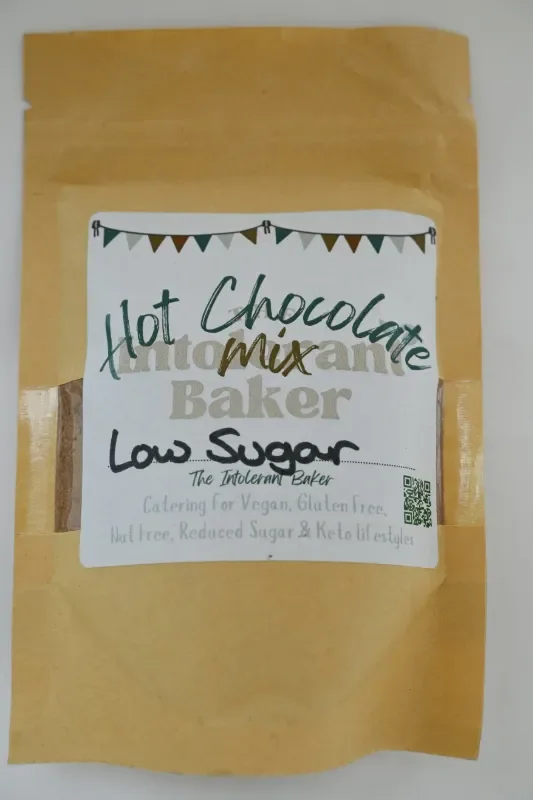 Hot Chocolate
mix
Intolerant
Baker
Low Sugar
The Intolerant Baker
Catering for Vegan, Gluten Free,
Nut Free, Reduced Sugar & Keto lifestyles